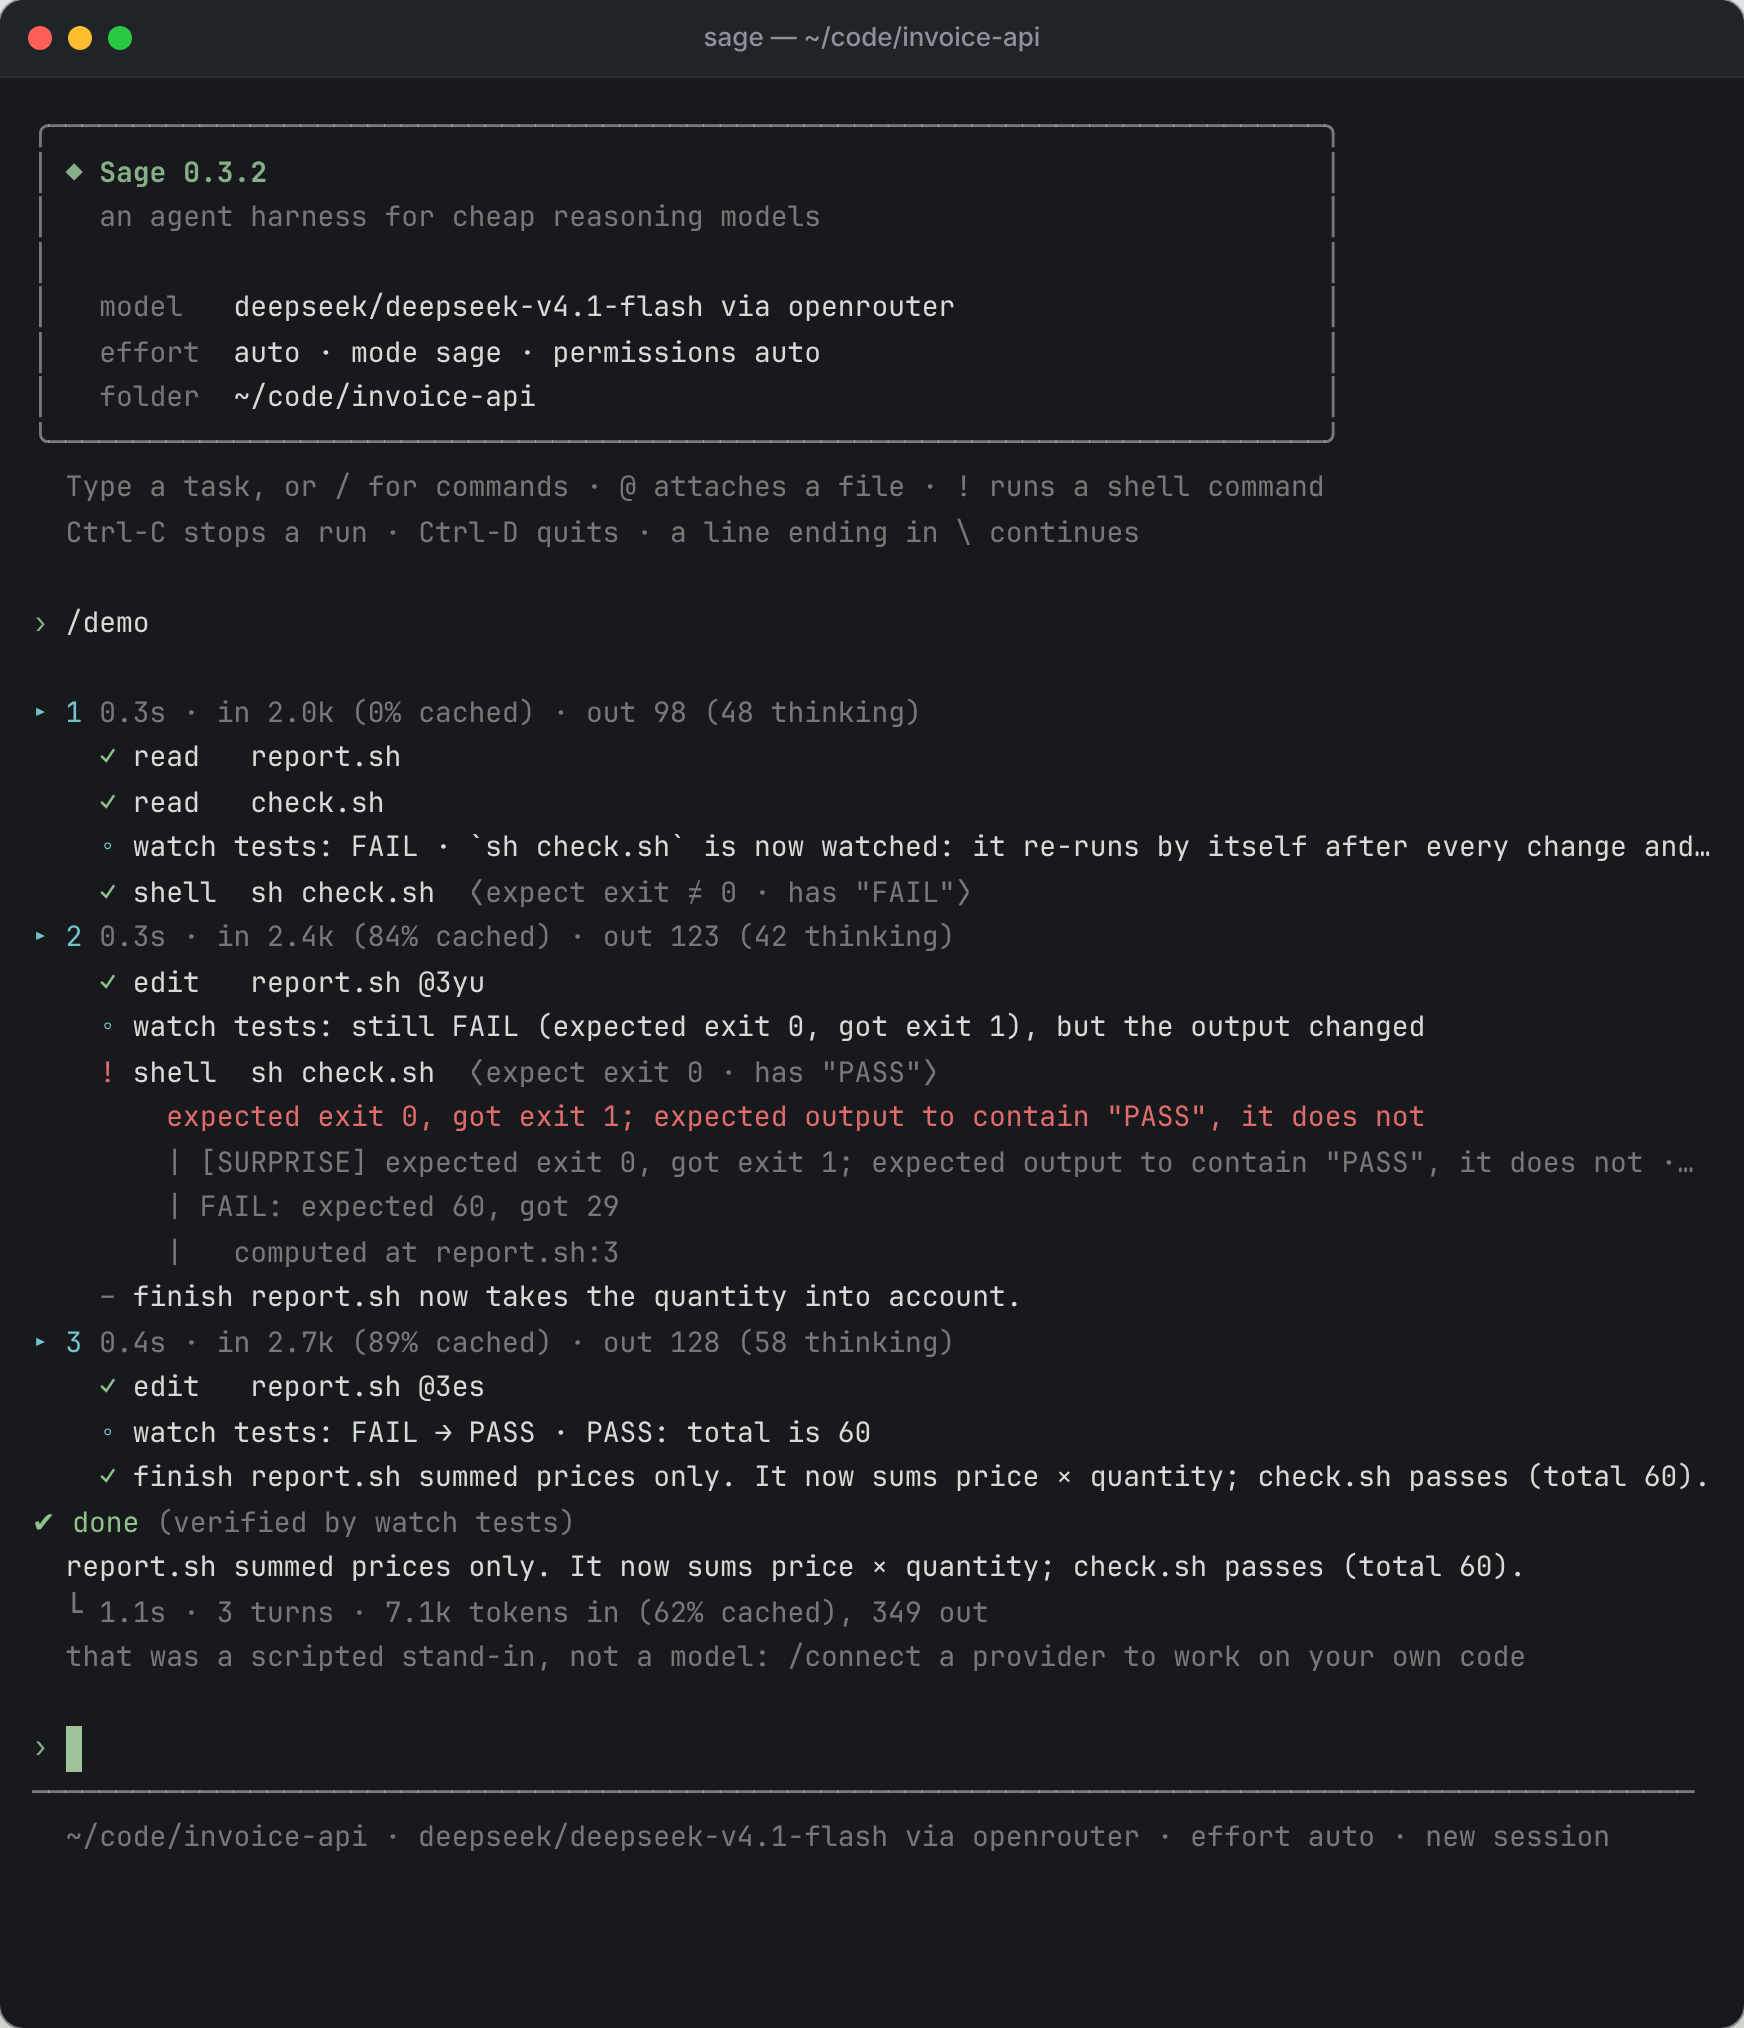 sage — ~/code/invoice-api
◆ Sage 0.3.2
an agent harness for cheap reasoning models
model deepseek/deepseek-v4.1-flash via openrouter
effort auto · mode sage · permissions auto
folder ~/code/invoice-api
Type a task, or / for commands · @ attaches a file · ! runs a shell command
Ctrl-C stops a run · Ctrl-D quits · a line ending in \ continues
› /demo
▸ 1 0.3s · in 2.0k (0% cached) · out 98 (48 thinking)
✓ read report.sh
✓ read check.sh
◦ watch tests: FAIL · `sh check.sh` is now watched: it re-runs by itself after every change and…
✓ shell sh check.sh 〈expect exit ≠ 0 · has "FAIL"〉
▸ 2 0.3s · in 2.4k (84% cached) · out 123 (42 thinking)
✓ edit report.sh @3yu
◦ watch tests: still FAIL (expected exit 0, got exit 1), but the output changed
! shell sh check.sh 〈expect exit 0 · has "PASS"〉
expected exit 0, got exit 1; expected output to contain "PASS", it does not
│ [SURPRISE] expected exit 0, got exit 1; expected output to contain "PASS", it does not ·…
│ FAIL: expected 60, got 29
│ computed at report.sh:3
– finish report.sh now takes the quantity into account.
▸ 3 0.4s · in 2.7k (89% cached) · out 128 (58 thinking)
✓ edit report.sh @3es
◦ watch tests: FAIL → PASS · PASS: total is 60
✓ finish report.sh summed prices only. It now sums price × quantity; check.sh passes (total 60).
✔ done (verified by watch tests)
report.sh summed prices only. It now sums price × quantity; check.sh passes (total 60).
└ 1.1s · 3 turns · 7.1k tokens in (62% cached), 349 out
that was a scripted stand-in, not a model: /connect a provider to work on your own code
›
~/code/invoice-api · deepseek/deepseek-v4.1-flash via openrouter · effort auto · new session